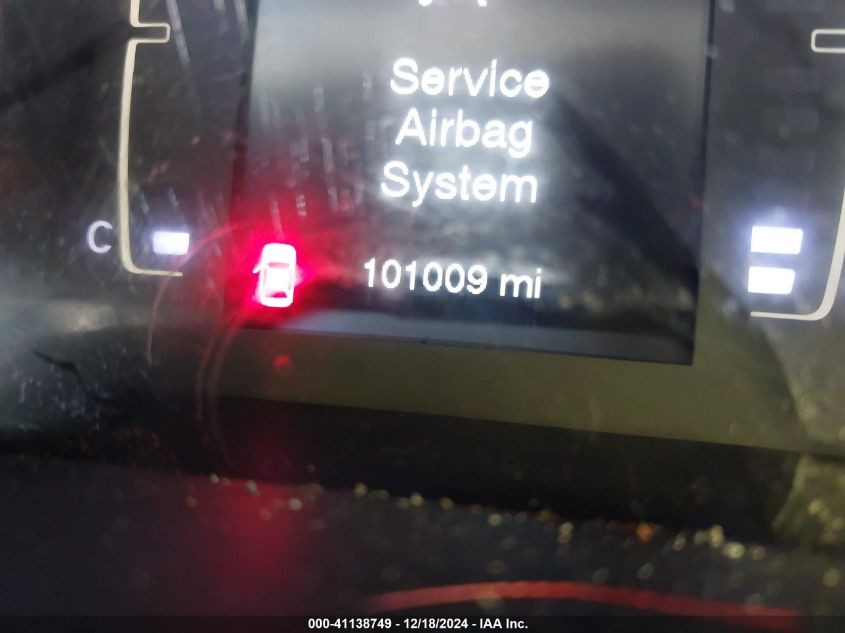 Service
Airbag
System
C
101009 mi
000-41138749 - 12/18/2024 - IAA Inc.